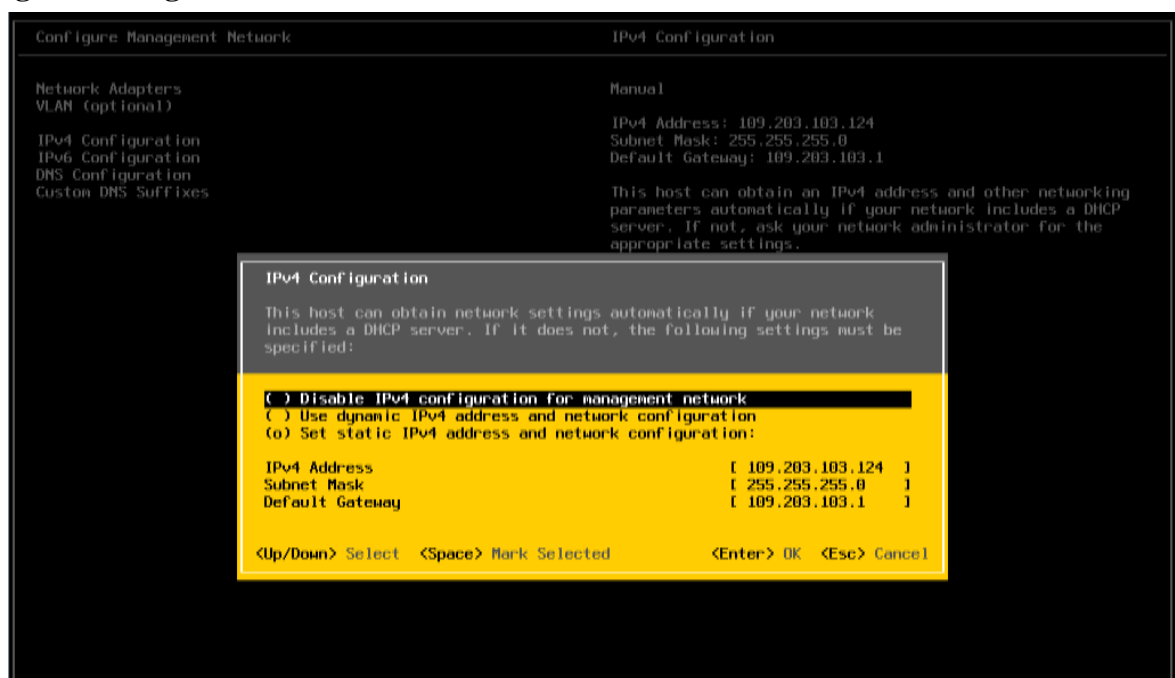 Configure Management Network
IPv4 Configuration
Network Adapters
VLAN (optional)
IPv4 Configuration
IPv6 Configuration
DNS Configuration
Custom DNS Suffixes
Manual
IPv4 Address: 109.203.103.124
Subnet Mask: 255.255.255.0
Default Gateway: 109.203.103.1
This host can obtain an IPv4 address and other networking
parameters automatically if your network includes a DHCP
server. If not, ask your network administrator for the
appropriate settings.
IPv4 Configuration
This host can obtain network settings automatically if your network
includes a DHCP server. If it does not, the following settings must be
specified:
( ) Disable IPv4 configuration for management network
( ) Use dynamic IPv4 address and network configuration
(o) Set static IPv4 address and network configuration:
IPv4 Address [ 109.203.103.124 ]
Subnet Mask [ 255.255.255.0 ]
Default Gateway [ 109.203.103.1 ]
<Up/Down> Select <Space> Mark Selected <Enter> OK <Esc> Cancel